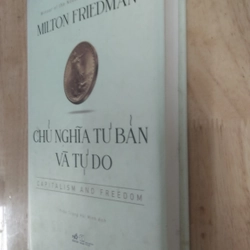 MILTON FRIEDMAN
CHỦ NGHĨA TƯ BẢN
VÀ TỰ DO
CAPITALISM AND FREEDOM